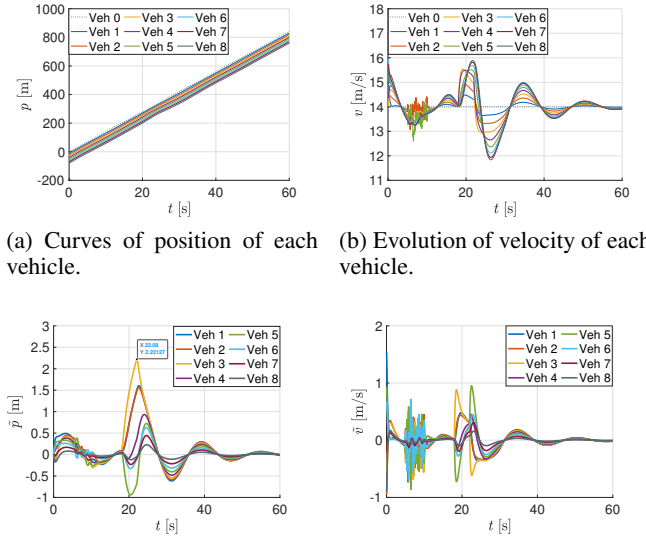 1000
800
600
400
200
0
-200
p [m]
Veh 0 Veh 3 Veh 6
Veh 1 Veh 4 Veh 7
Veh 2 Veh 5 Veh 8
0 20 40 60
t [s]
18
17
16
15
14
13
12
11
v [m/s]
Veh 0 Veh 3 Veh 6
Veh 1 Veh 4 Veh 7
Veh 2 Veh 5 Veh 8
0 20 40 60
t [s]
(a) Curves of position of each
vehicle.
(b) Evolution of velocity of each
vehicle.
3
2.5
2
1.5
1
0.5
0
-0.5
-1
p̃ [m]
X 22.08
Y 2.22127
Veh 1 Veh 5
Veh 2 Veh 6
Veh 3 Veh 7
Veh 4 Veh 8
0 20 40 60
t [s]
2
1
0
-1
ṽ [m/s]
Veh 1 Veh 5
Veh 2 Veh 6
Veh 3 Veh 7
Veh 4 Veh 8
0 20 40 60
t [s]